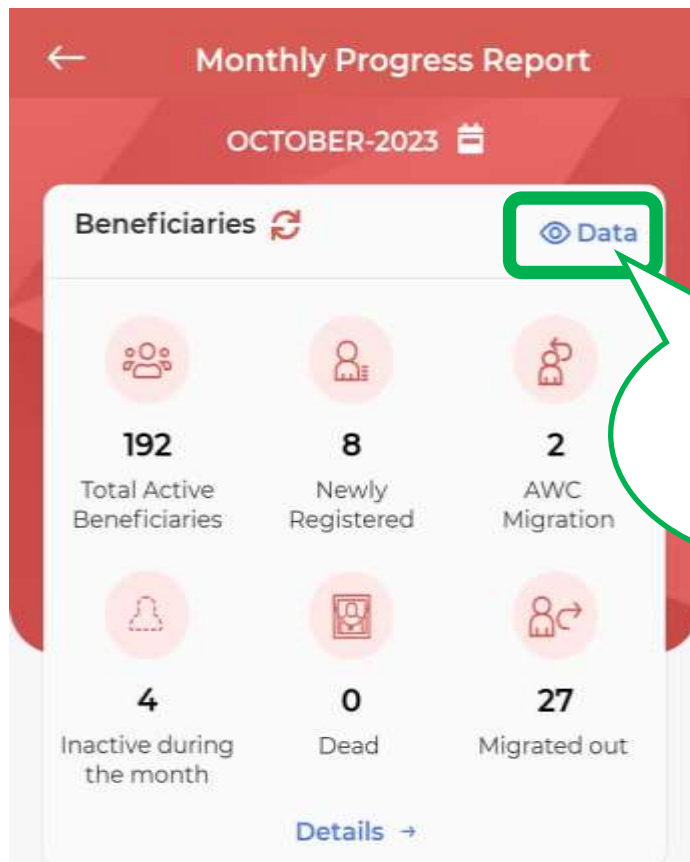 Monthly Progress Report
OCTOBER-2023
Beneficiaries
Data
192
8
2
Total Active
Beneficiaries
Newly
Registered
AWC
Migration
4
0
27
Inactive during
the month
Dead
Migrated out
Details →